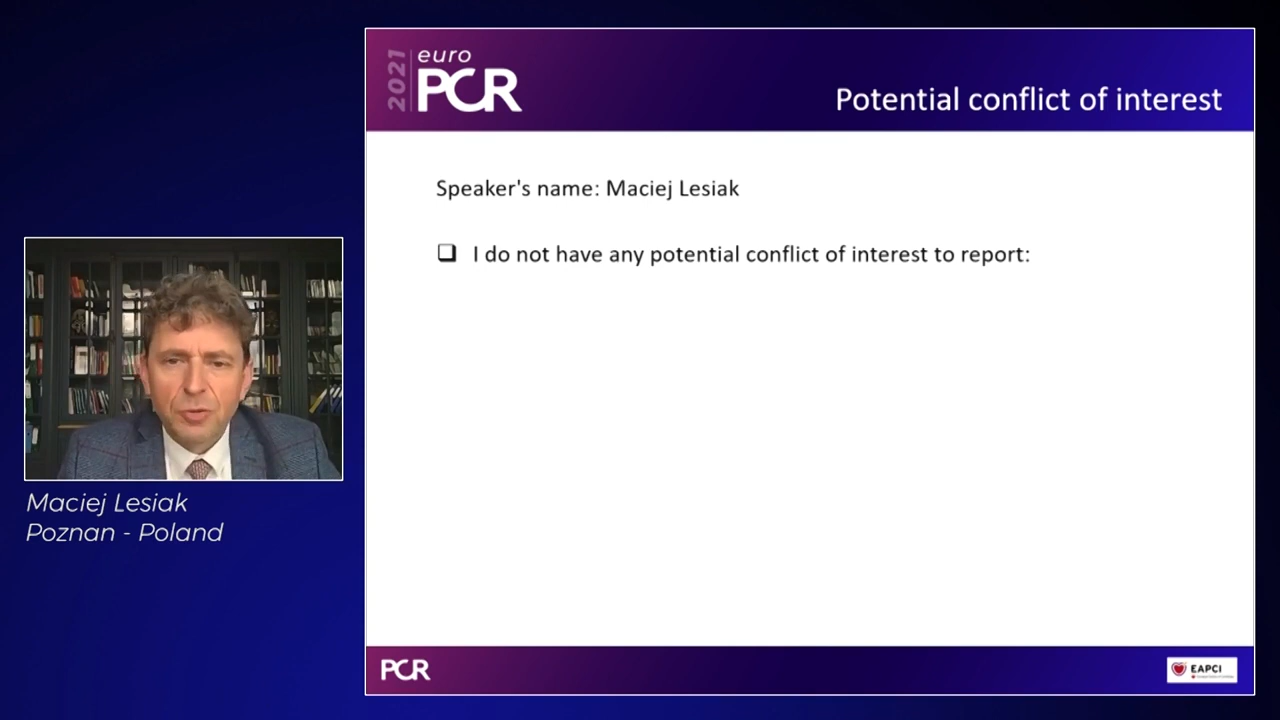 2021
euro
PCR
Potential conflict of interest
Speaker's name: Maciej Lesiak
❑ I do not have any potential conflict of interest to report:
Maciej Lesiak
Poznan - Poland
PCR
EAPCI